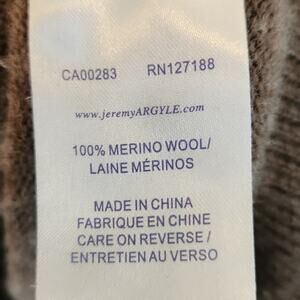 CA00283 RN127188
www.jeremyARGYLE.com
100% MERINO WOOL/
LAINE MÉRINOS
MADE IN CHINA
FABRIQUE EN CHINE
CARE ON REVERSE /
ENTRETIEN AU VERSO